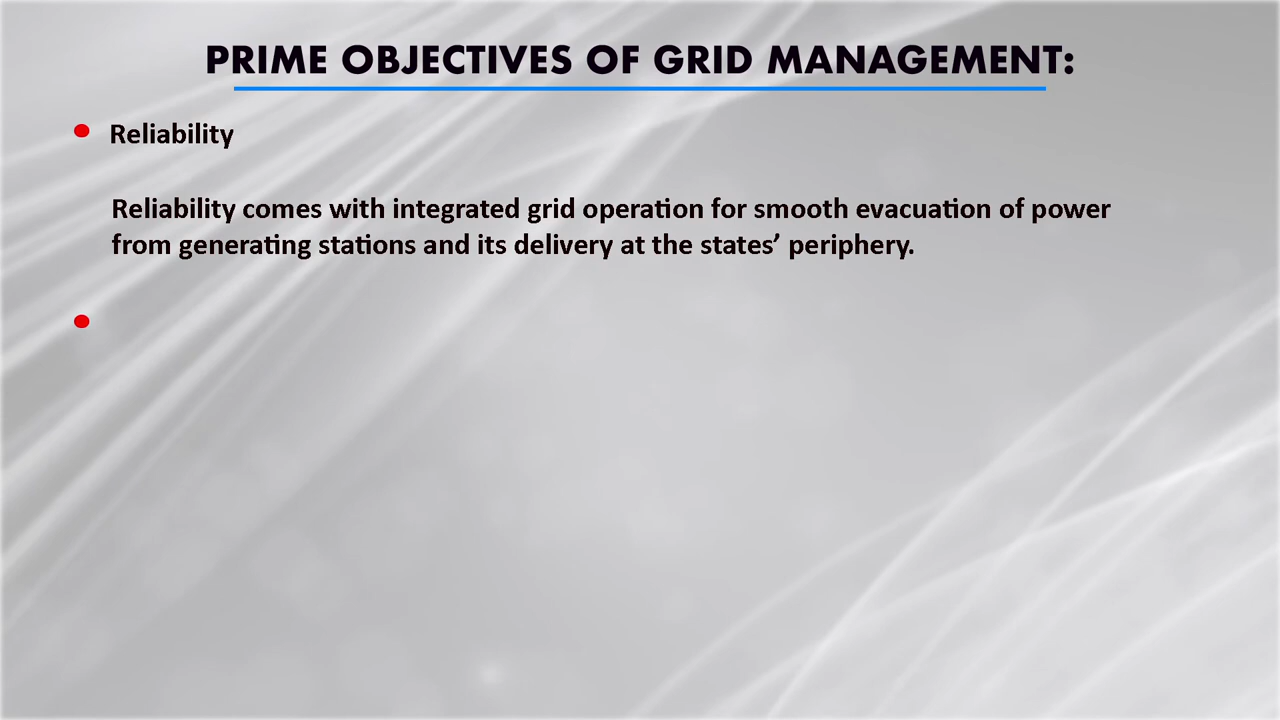 PRIME OBJECTIVES OF GRID MANAGEMENT:
Reliability
Reliability comes with integrated grid operation for smooth evacuation of power
from generating stations and its delivery at the states’ periphery.